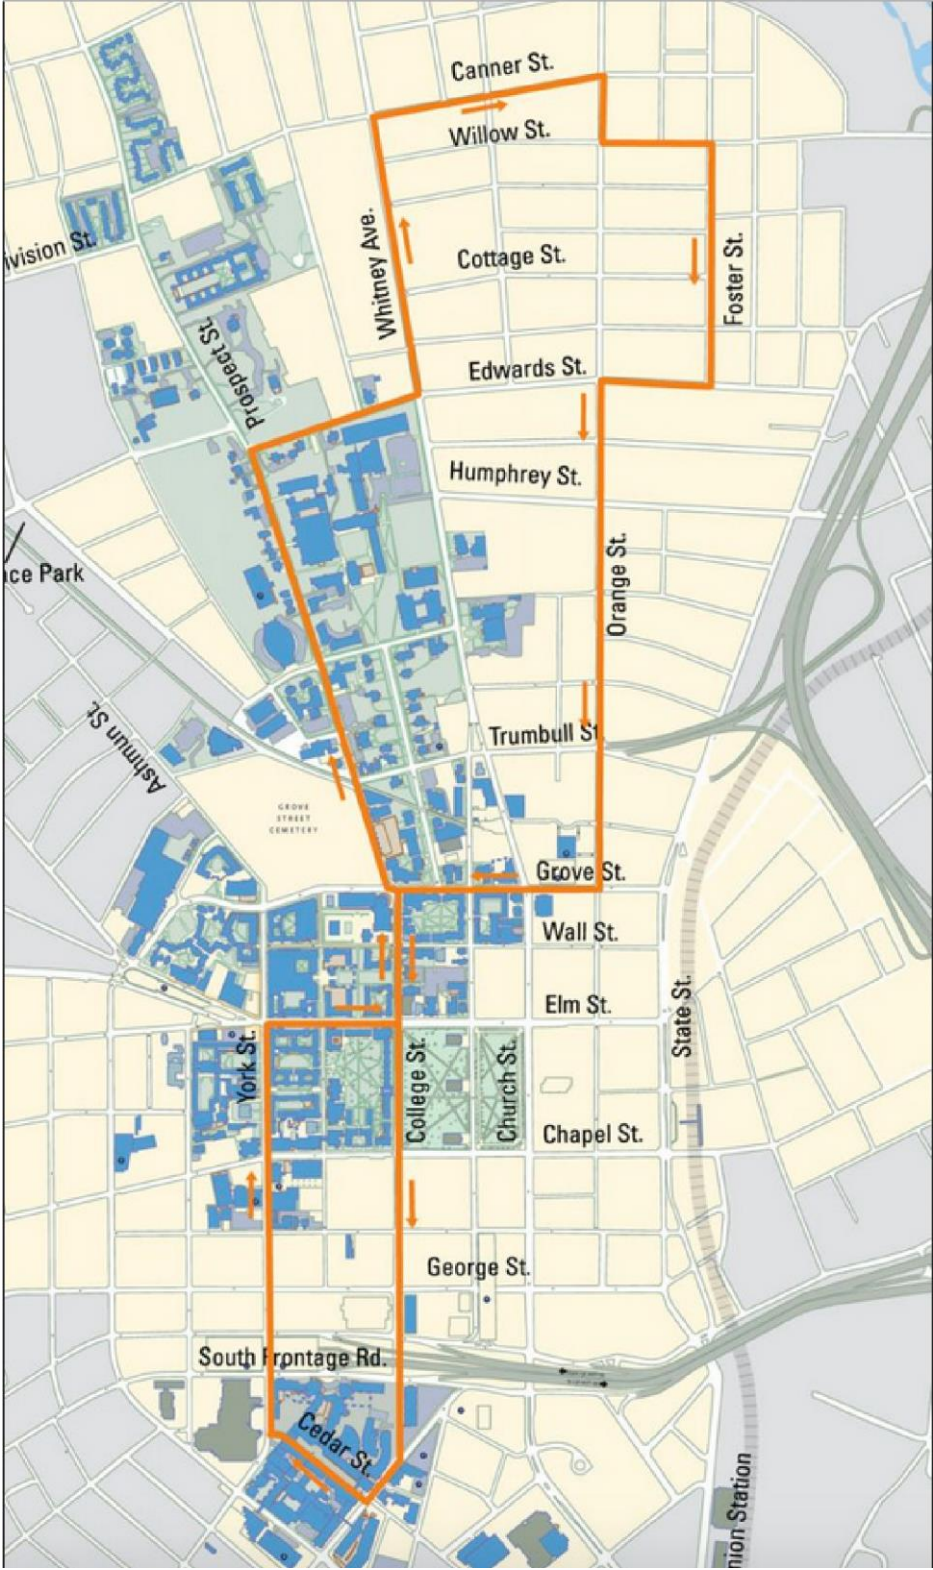 Canner St.
Willow St.
Whitney Ave.
ivision St.
Cottage St.
Foster St.
Prospect St.
Edwards St.
Humphrey St.
Orange St.
ace Park
Ashmun St.
Trumbull St
GROVE
STREET
CEMETERY
Grove St.
Wall St.
Elm St.
State St.
York St.
College St.
Church St.
Chapel St.
George St.
South Frontage Rd.
Cedar St.
nion Station